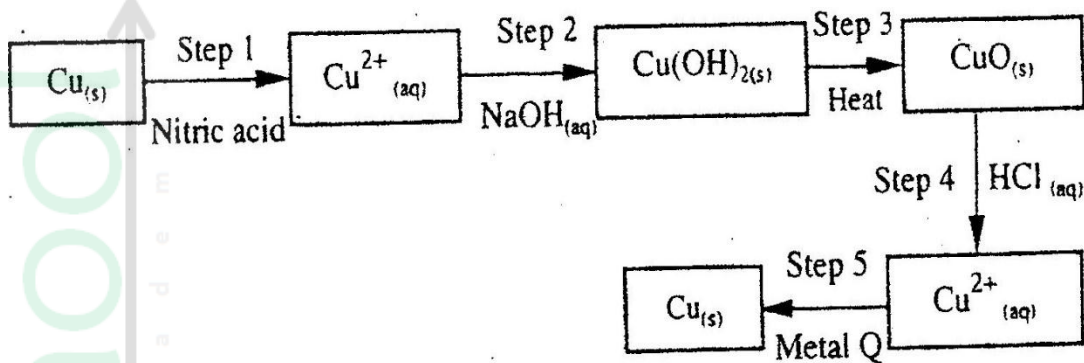 Cu(s)
Step 1
Nitric acid
Cu2+(aq)
Step 2
NaOH(aq)
Cu(OH)2(s)
Step 3
Heat
CuO(s)
Step 4
HCl (aq)
Cu2+(aq)
Step 5
Metal Q
Cu(s)